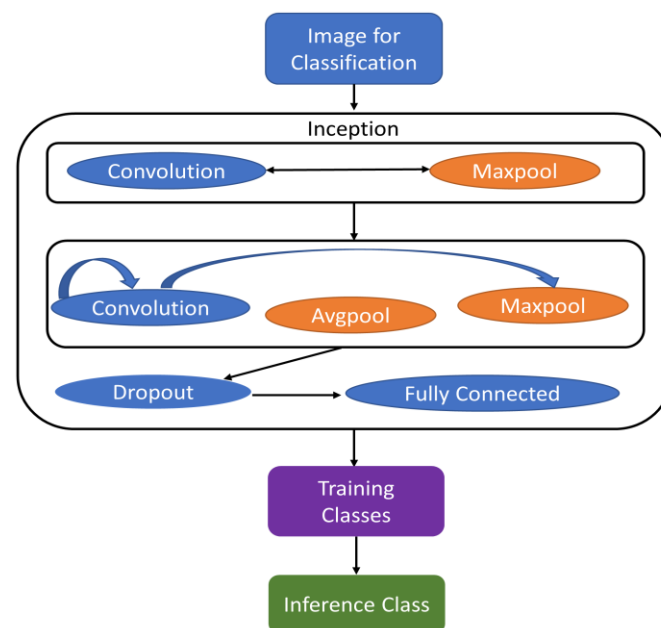 Image for
Classification
Inception
Convolution
Maxpool
Convolution
Avgpool
Maxpool
Dropout
Fully Connected
Training
Classes
Inference Class